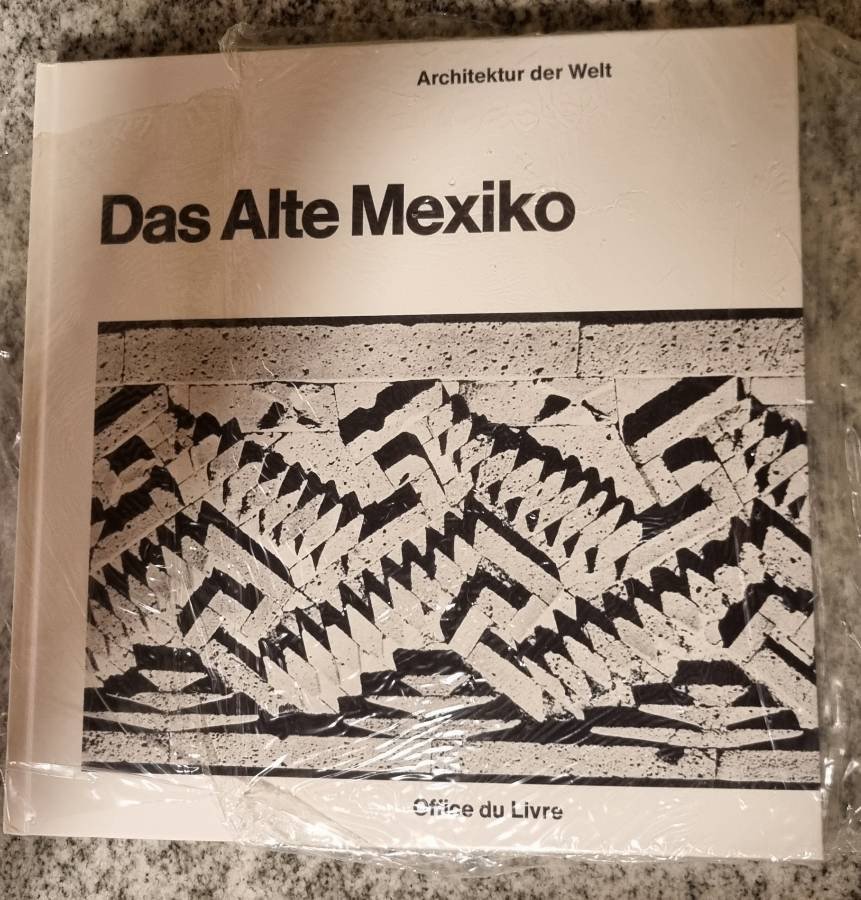 Architektur der Welt
Das Alte Mexiko
Office du Livre